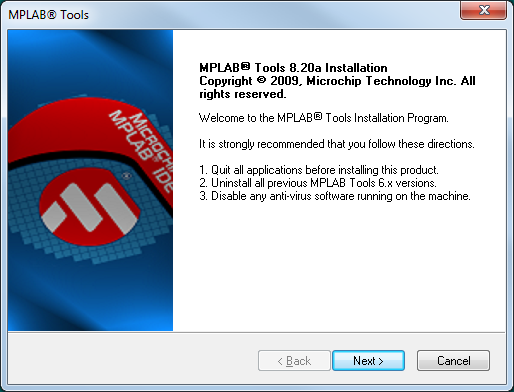 MPLAB® Tools
MPLAB® Tools 8.20a Installation
Copyright © 2009, Microchip Technology Inc. All
rights reserved.
Welcome to the MPLAB® Tools Installation Program.
It is strongly recommended that you follow these directions.
1. Quit all applications before installing this product.
2. Uninstall all previous MPLAB Tools 6.x versions.
3. Disable any anti-virus software running on the machine.
MICROCHIP
MPLAB® IDE
< Back
Next >
Cancel